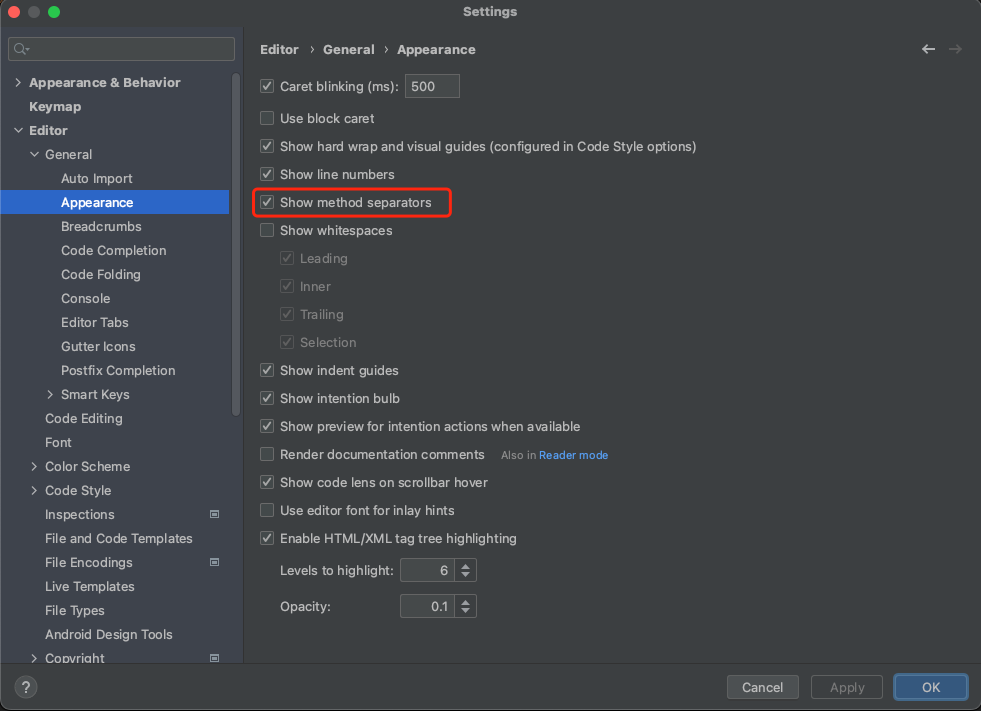 Settings
Appearance & Behavior
Keymap
Editor
General
Auto Import
Appearance
Breadcrumbs
Code Completion
Code Folding
Console
Editor Tabs
Gutter Icons
Postfix Completion
Smart Keys
Code Editing
Font
Color Scheme
Code Style
Inspections
File and Code Templates
File Encodings
Live Templates
File Types
Android Design Tools
Copyright
Editor › General › Appearance
Caret blinking (ms): 500
Use block caret
Show hard wrap and visual guides (configured in Code Style options)
Show line numbers
Show method separators
Show whitespaces
Leading
Inner
Trailing
Selection
Show indent guides
Show intention bulb
Show preview for intention actions when available
Render documentation comments Also in Reader mode
Show code lens on scrollbar hover
Use editor font for inlay hints
Enable HTML/XML tag tree highlighting
Levels to highlight: 6
Opacity: 0.1
? Cancel Apply OK